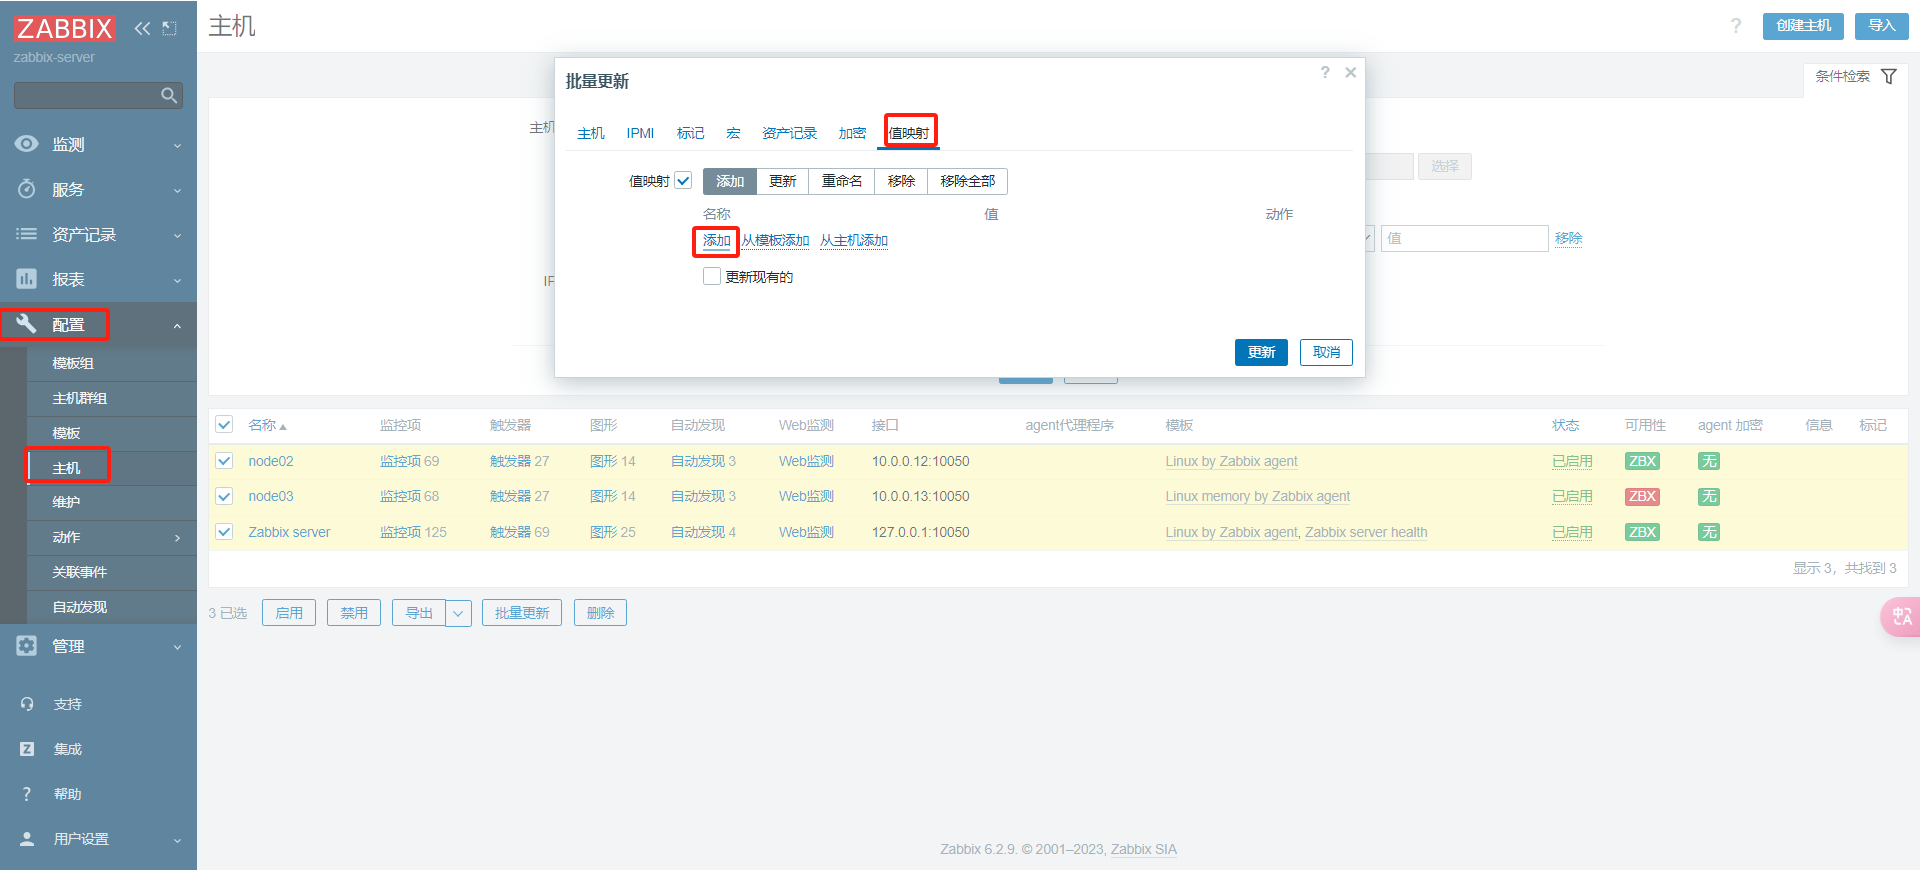 ZABBIX
zabbix-server
监测
服务
资产记录
报表
配置
模板组
主机群组
模板
主机
维护
动作
关联事件
自动发现
管理
支持
Z 集成
? 帮助
用户设置
主机
? 创建主机 导入
条件检索
主机
选择
值 移除
IP
批量更新 ?
主机 IPMI 标记 宏 资产记录 加密 值映射
值映射 添加 更新 重命名 移除 移除全部
名称 值 动作
添加 从模板添加 从主机添加
更新现有的
更新 取消
名称 监控项 触发器 图形 自动发现 Web监测 接口 agent代理程序 模板 状态 可用性 agent 加密 信息 标记
node02 监控项 69 触发器 27 图形 14 自动发现 3 Web监测 10.0.0.12:10050 Linux by Zabbix agent 已启用 ZBX 无
node03 监控项 68 触发器 27 图形 14 自动发现 3 Web监测 10.0.0.13:10050 Linux memory by Zabbix agent 已启用 ZBX 无
Zabbix server 监控项 125 触发器 69 图形 25 自动发现 4 Web监测 127.0.0.1:10050 Linux by Zabbix agent, Zabbix server health 已启用 ZBX 无
显示 3，共找到 3
3 已选 启用 禁用 导出 批量更新 删除
中A
Zabbix 6.2.9. © 2001–2023, Zabbix SIA